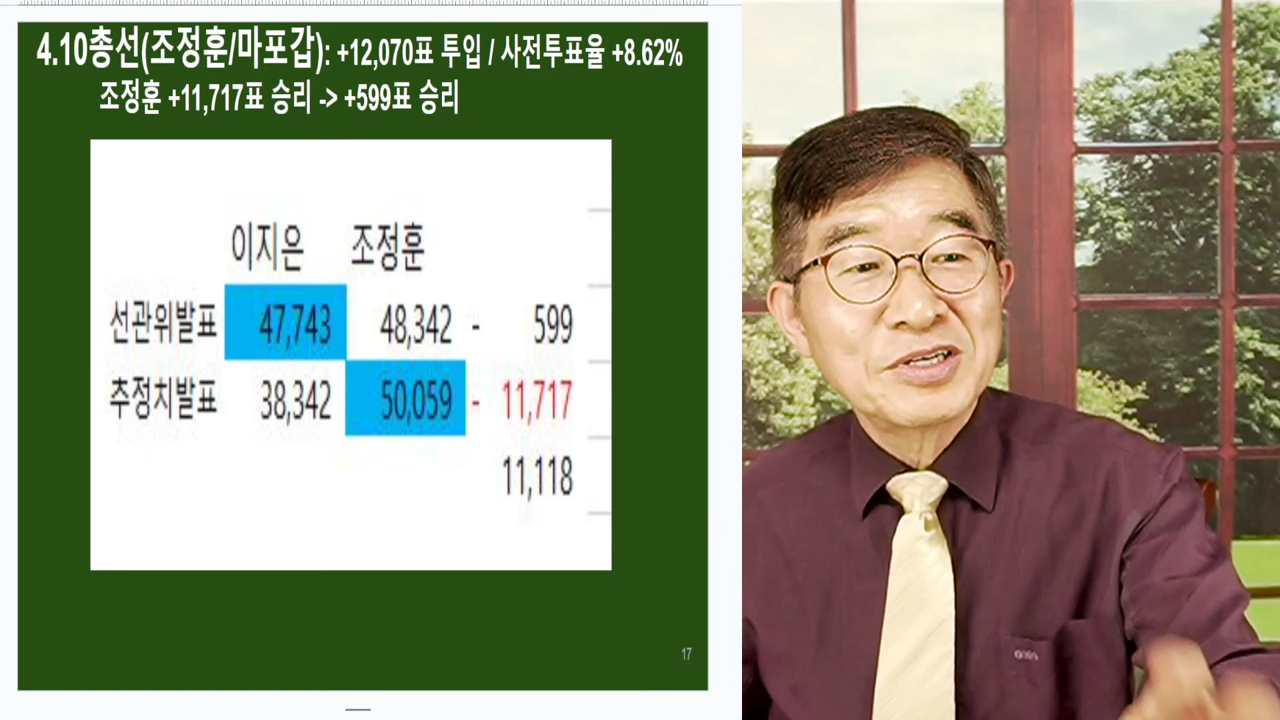 4.10총선(조정훈/마포갑): +12,070표 투입 / 사전투표율 +8.62%
조정훈 +11,717표 승리 -> +599표 승리
이지은 조정훈
선관위발표 47,743 48,342 - 599
추정치발표 38,342 50,059 - 11,717
11,118
17